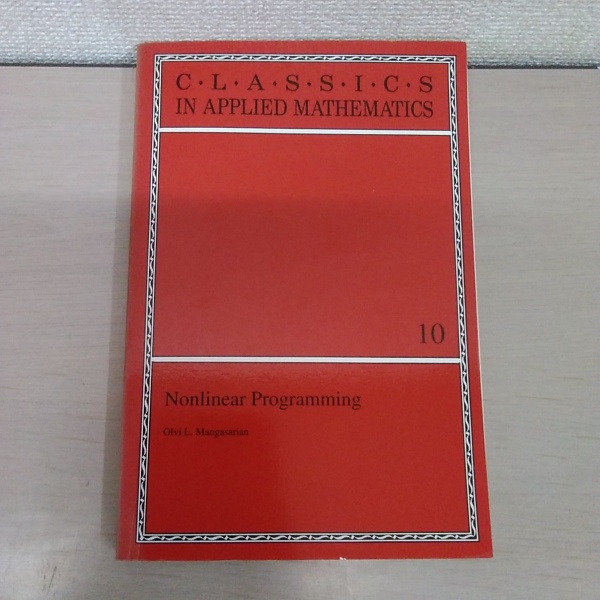 C·L·A·S·S·I·C·S
IN APPLIED MATHEMATICS
10
Nonlinear Programming
Olvi L. Mangasarian